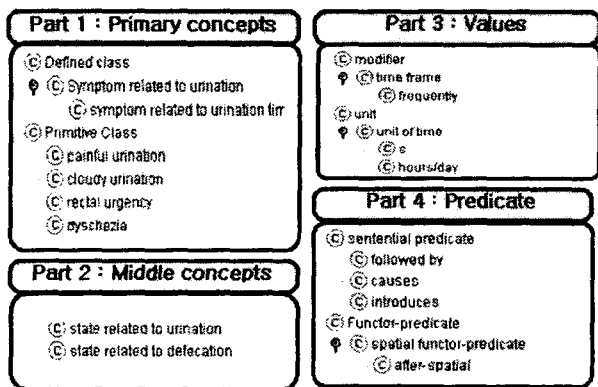 Part 1 : Primary concepts
C Defined class
C Symptom related to urination
C symptom related to urination tirr
C Primitive Class
C painful urination
C cloudy urination
C rectal urgency
C dyschezia
Part 2 : Middle concepts
C state related to urination
C state related to defecation
Part 3 : Values
C modifier
C time frame
C frequently
C unit
C unit of time
C s
C hours/day
Part 4 : Predicate
C sentential predicate
C followed by
C causes
C introduces
C Functor-predicate
C spatial functor-predicate
C after-spatial